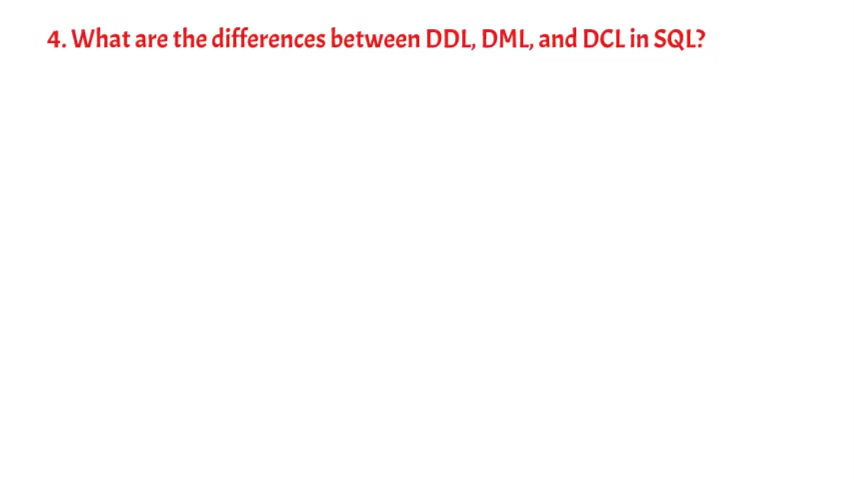 4. What are the differences between DDL, DML, and DCL in SQL?